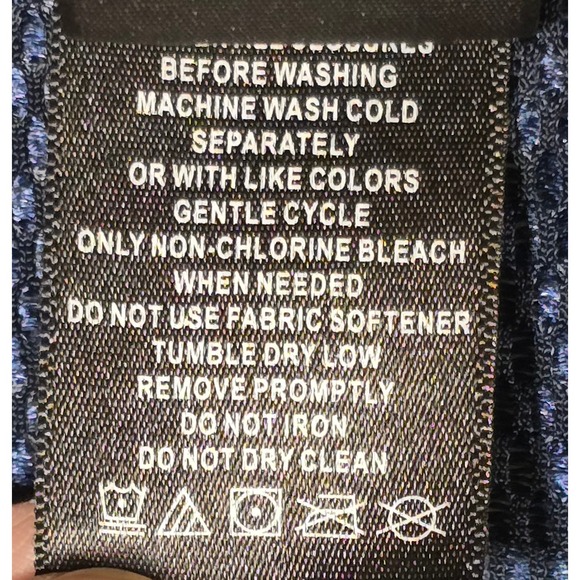 BEFORE WASHING
MACHINE WASH COLD
SEPARATELY
OR WITH LIKE COLORS
GENTLE CYCLE
ONLY NON-CHLORINE BLEACH
WHEN NEEDED
DO NOT USE FABRIC SOFTENER
TUMBLE DRY LOW
REMOVE PROMPTLY
DO NOT IRON
DO NOT DRY CLEAN